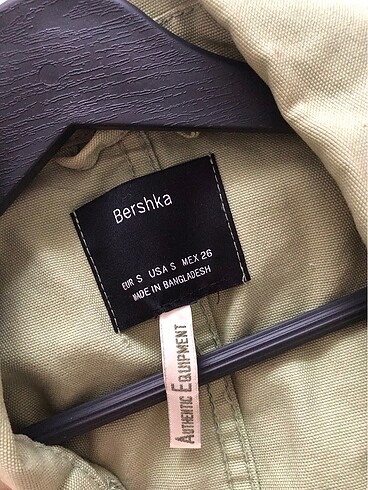 Bershka
EUR S USA S MEX 26
MADE IN BANGLADESH
AUTHENTIC EQUIPMENT